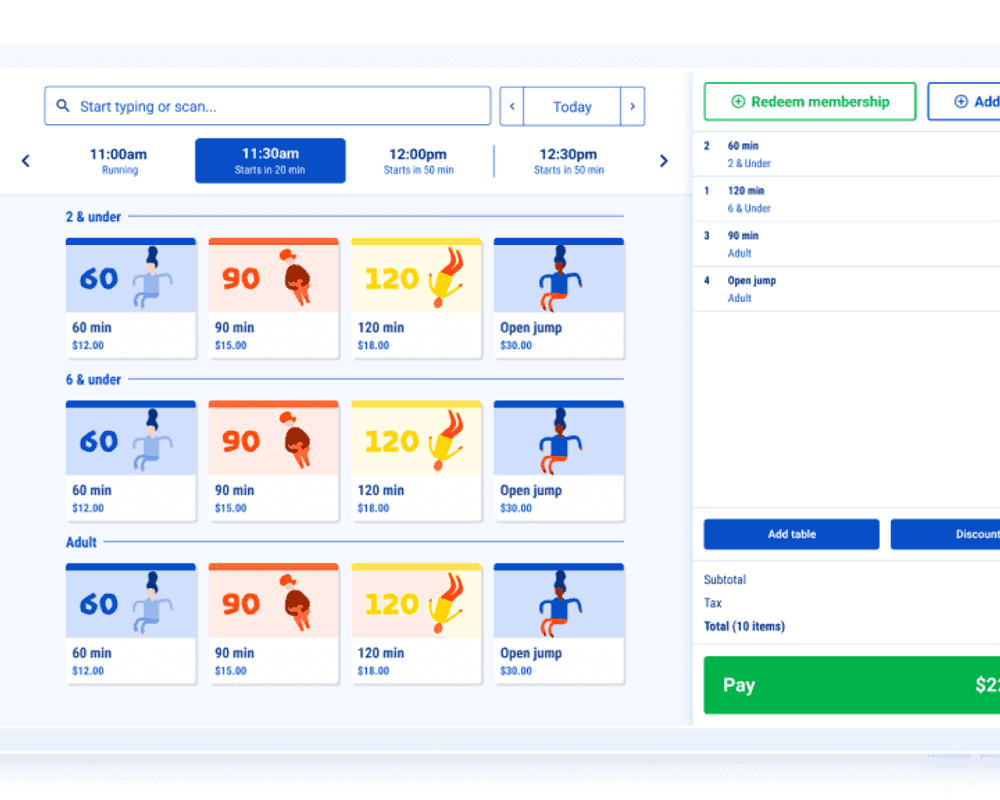 Start typing or scan...
Today
Redeem membership
Add
11:00am
Running
11:30am
Starts in 20 min
12:00pm
Starts in 50 min
12:30pm
Starts in 50 min
2 & under
60
60 min
$12.00
90
90 min
$15.00
120
120 min
$18.00
Open jump
$30.00
6 & under
60
60 min
$12.00
90
90 min
$15.00
120
120 min
$18.00
Open jump
$30.00
Adult
60
60 min
$12.00
90
90 min
$15.00
120
120 min
$18.00
Open jump
$30.00
2 60 min
2 & Under
1 120 min
6 & Under
3 90 min
Adult
4 Open jump
Adult
Add table
Discount
Subtotal
Tax
Total (10 items)
Pay